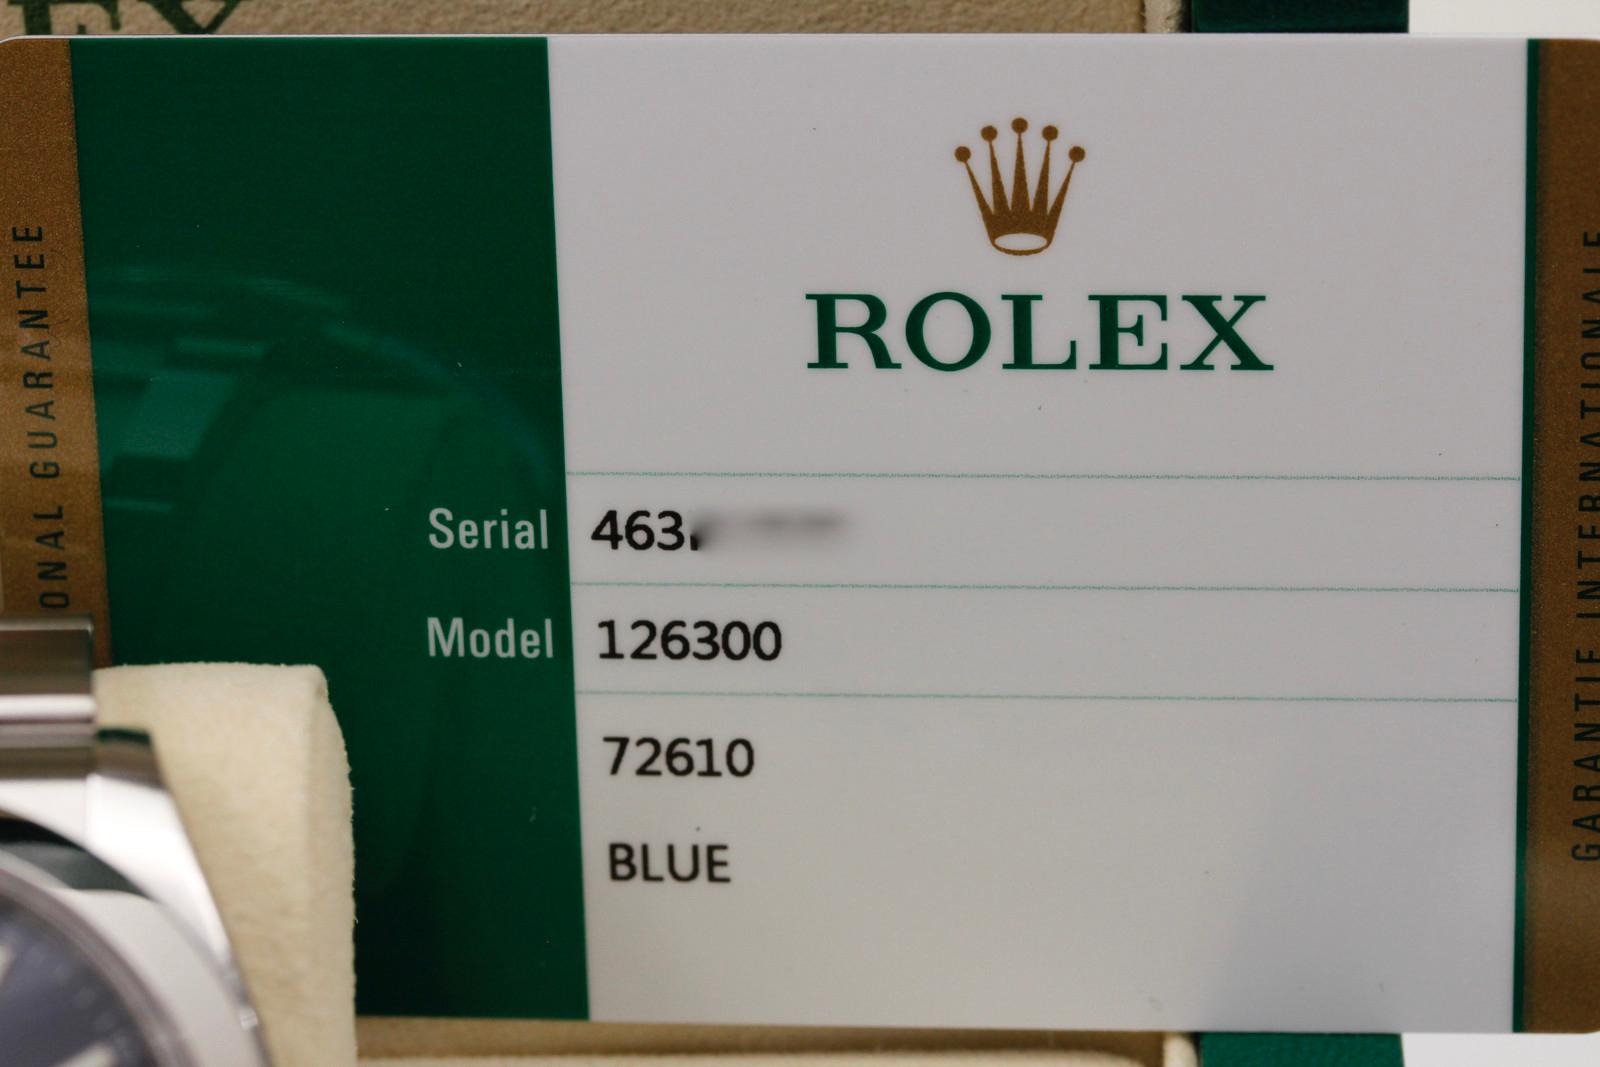 ROLEX
Serial 463
Model 126300
72610
BLUE
ONAL GUARANTEE
GARANTIE INTERNATIONALE